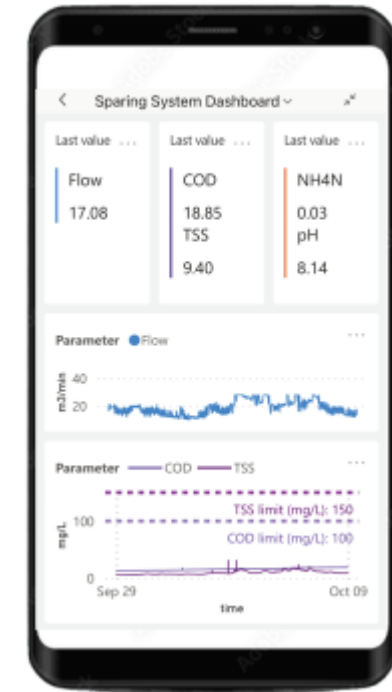 Sparing System Dashboard
Last value ...
Flow
17.08
Last value ...
COD
18.85
TSS
9.40
Last value ...
NH4N
0.03
pH
8.14
Parameter Flow ...
m3/min
40
20
Parameter COD TSS ...
mg/L
100
0
TSS limit (mg/L): 150
COD limit (mg/L): 100
Sep 29
Oct 09
time